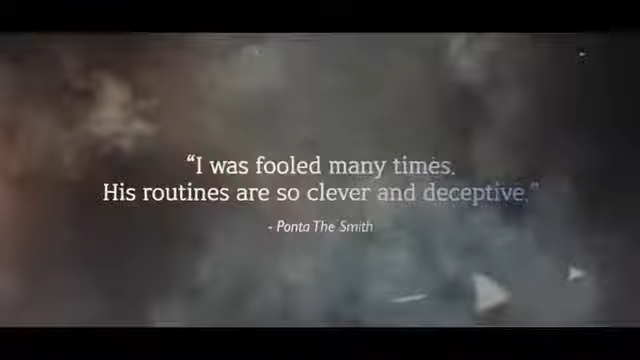 “I was fooled many times.
His routines are so clever and deceptive.”
- Ponta The Smith